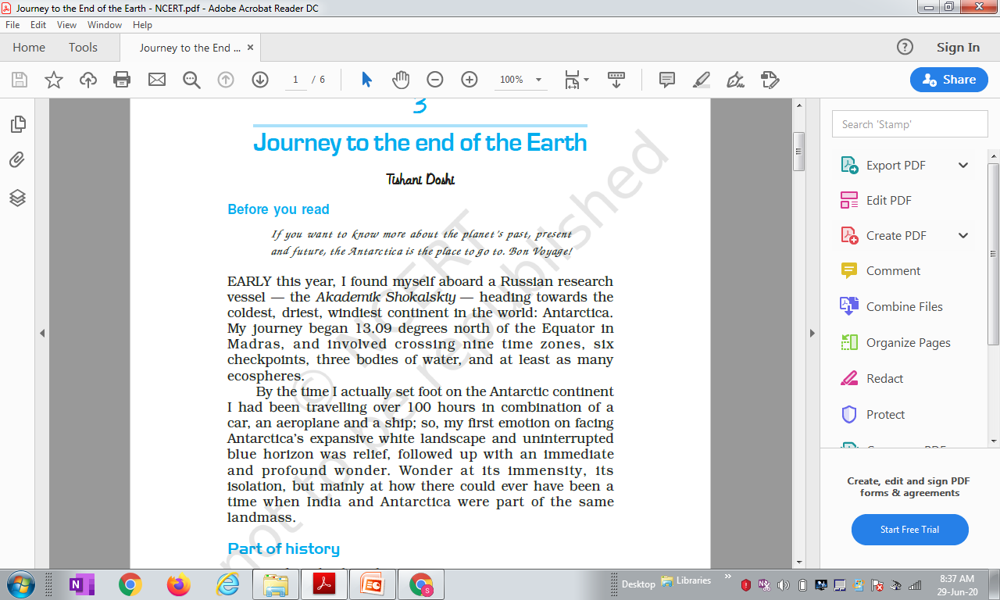 Journey to the End of the Earth - NCERT.pdf - Adobe Acrobat Reader DC
File Edit View Window Help
Home Tools Journey to the End ... × Sign In
1 / 6 100% Share
3
Journey to the end of the Earth
Tishani Doshi
Before you read
If you want to know more about the planet's past, present
and future, the Antarctica is the place to go to. Bon Voyage!
EARLY this year, I found myself aboard a Russian research
vessel — the Akademik Shokalskiy — heading towards the
coldest, driest, windiest continent in the world: Antarctica.
My journey began 13.09 degrees north of the Equator in
Madras, and involved crossing nine time zones, six
checkpoints, three bodies of water, and at least as many
ecospheres.
By the time I actually set foot on the Antarctic continent
I had been travelling over 100 hours in combination of a
car, an aeroplane and a ship; so, my first emotion on facing
Antarctica's expansive white landscape and uninterrupted
blue horizon was relief, followed up with an immediate
and profound wonder. Wonder at its immensity, its
isolation, but mainly at how there could ever have been a
time when India and Antarctica were part of the same
landmass.
Part of history
© NCERT
not to be republished
Search 'Stamp'
Export PDF
Edit PDF
Create PDF
Comment
Combine Files
Organize Pages
Redact
Protect
Create, edit and sign PDF
forms & agreements
Start Free Trial
Desktop Libraries
8:37 AM
29-Jun-20